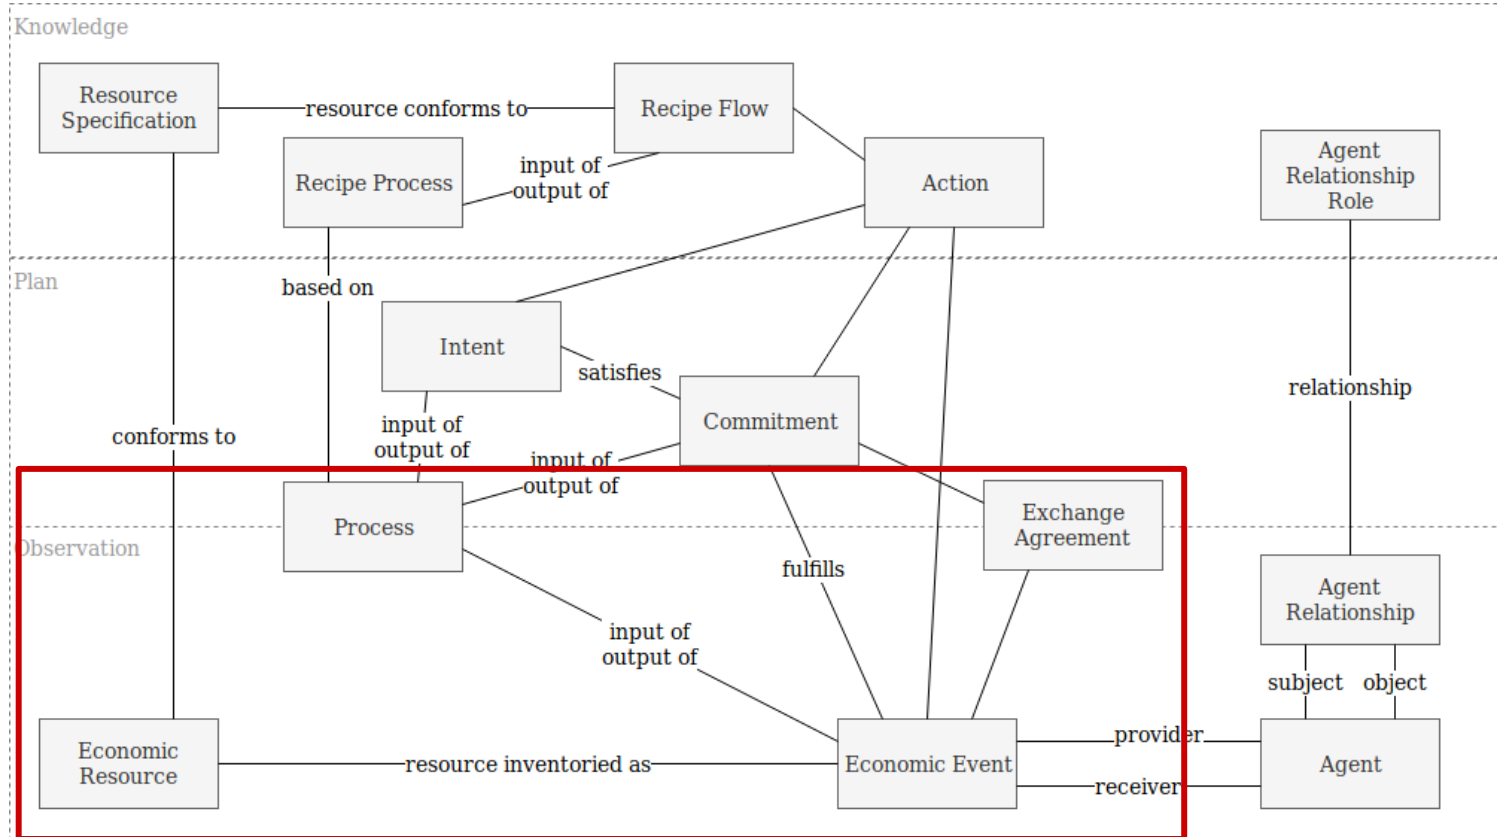 Knowledge
Resource
Specification
resource conforms to
Recipe Flow
Recipe Process
input of
output of
Action
Agent
Relationship
Role
Plan
based on
Intent
satisfies
Commitment
relationship
conforms to
input of
output of
input of
output of
Process
Exchange
Agreement
Observation
fulfills
Agent
Relationship
input of
output of
subject
object
Economic
Resource
resource inventoried as
Economic Event
provider
receiver
Agent